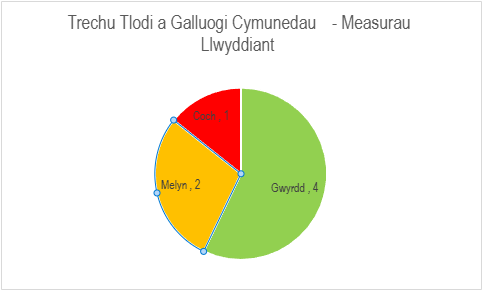 Trechu Tlodi a Galluogi Cymunedau - Measurau
Llwyddiant
Coch , 1
Melyn , 2
Gwyrdd , 4